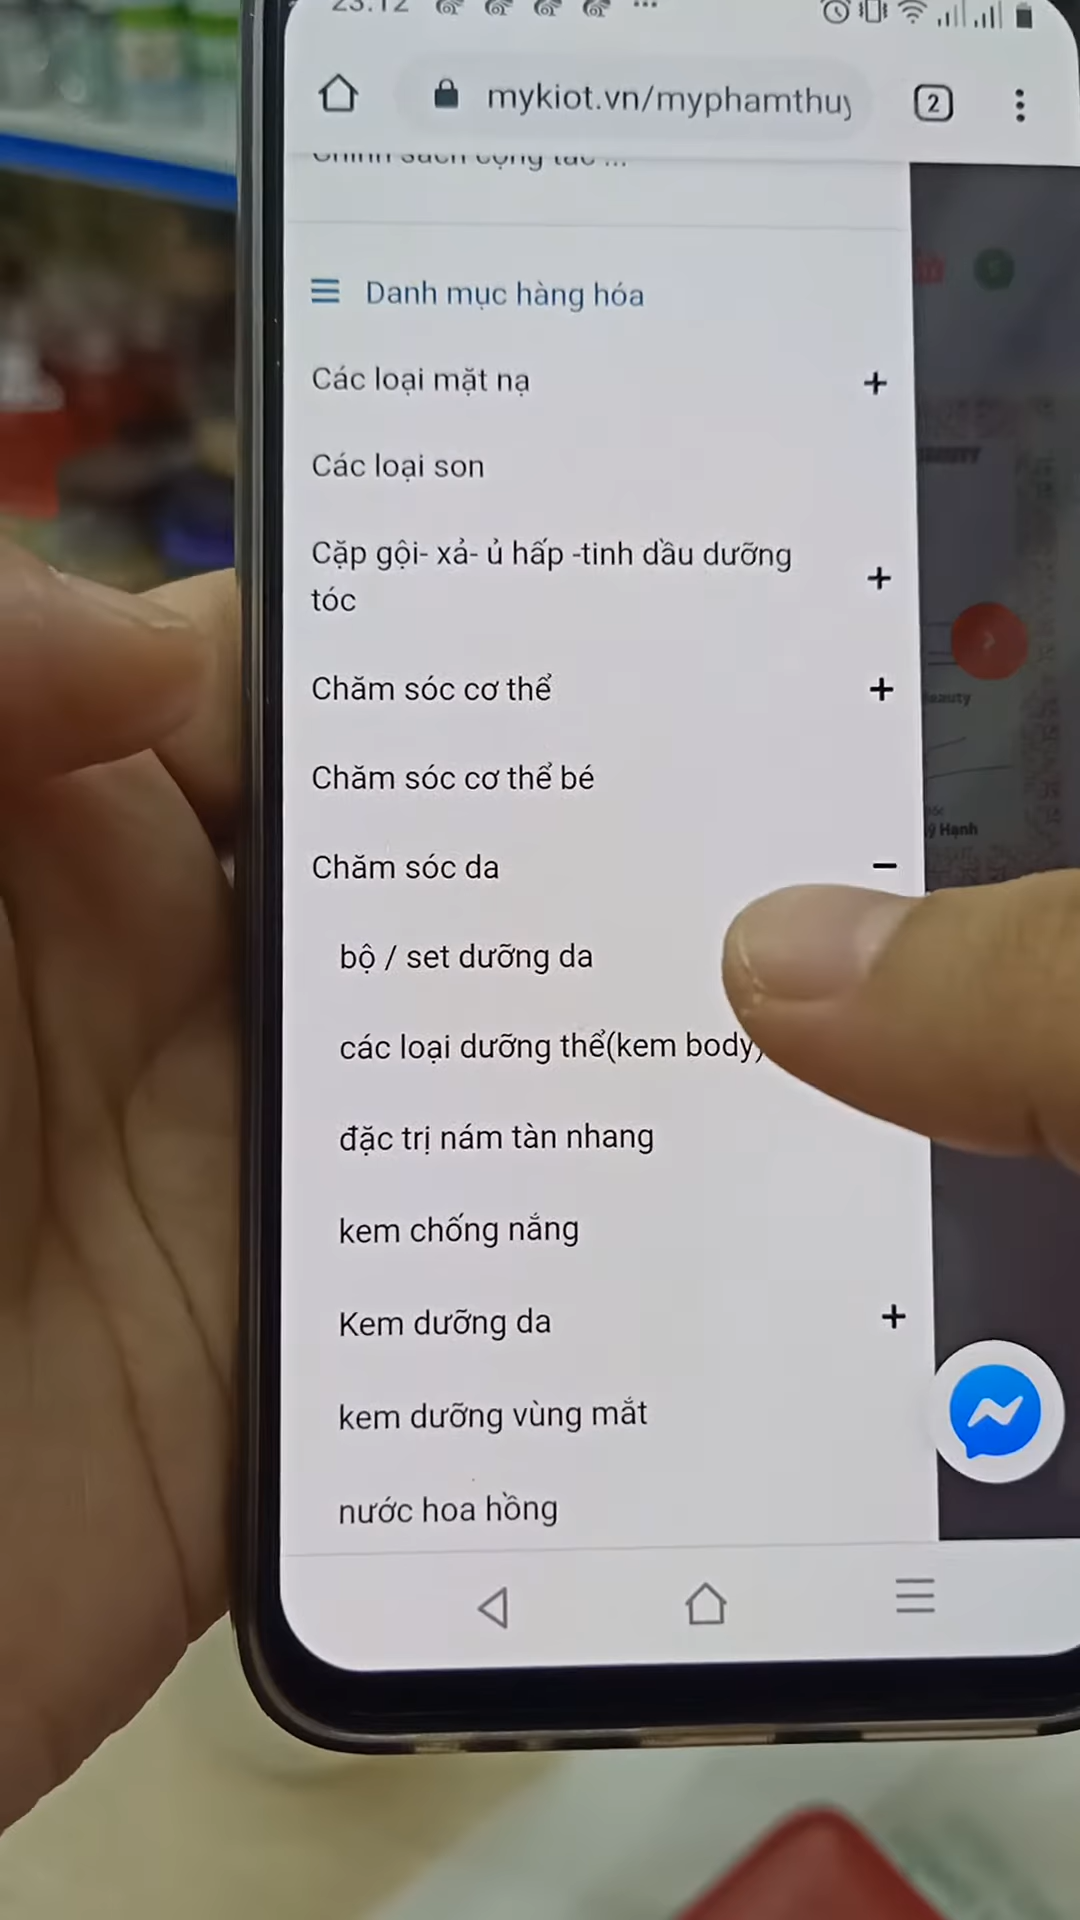 23:12
mykiot.vn/myphamthuy
2
Chính sách cộng tác ...
Danh mục hàng hóa
Các loại mặt nạ
+
Các loại son
Cặp gội- xả- ủ hấp -tinh dầu dưỡng
tóc
+
Chăm sóc cơ thể
+
Chăm sóc cơ thể bé
Chăm sóc da
−
bộ / set dưỡng da
các loại dưỡng thể(kem body)
đặc trị nám tàn nhang
kem chống nắng
Kem dưỡng da
+
kem dưỡng vùng mắt
nước hoa hồng
Hạnh